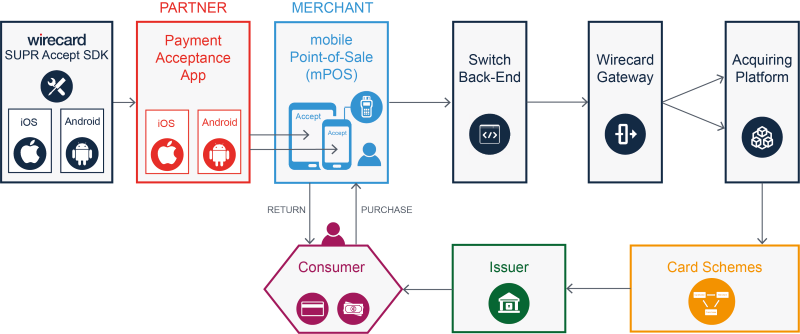 PARTNER
MERCHANT
wirecard
SUPR Accept SDK
iOS
Android
Payment
Acceptance
App
iOS
Android
mobile
Point-of-Sale
(mPOS)
Accept
Accept
Switch
Back-End
Wirecard
Gateway
Acquiring
Platform
RETURN
PURCHASE
Consumer
Issuer
Card Schemes